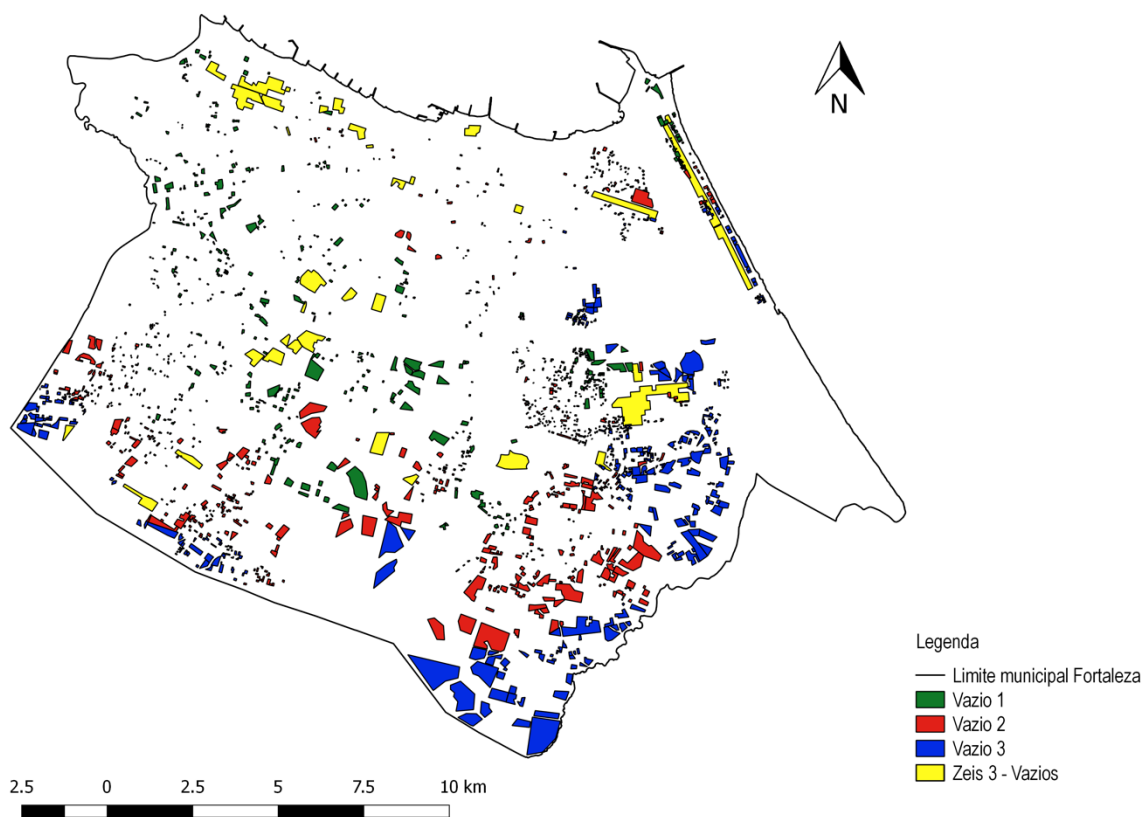 N
Legenda
Limite municipal Fortaleza
Vazio 1
Vazio 2
Vazio 3
Zeis 3 - Vazios
2.5 0 2.5 5 7.5 10 km